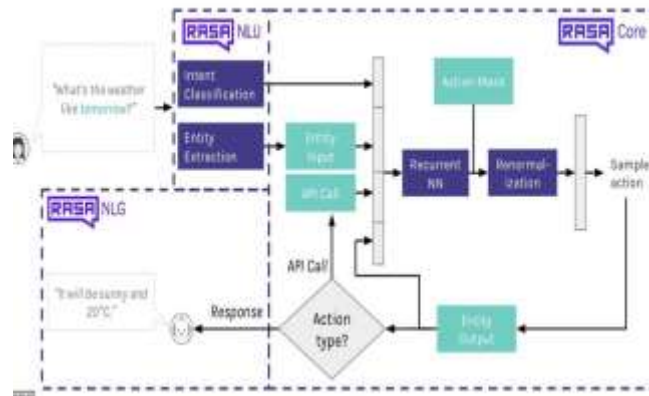 RASA NLU
RASA Core
"What's the weather
like tomorrow?"
Intent
Classification
Entity
Extraction
Entity
Input
API Call
Action Mask
Recurrent
NN
Renormal-
ization
Sample
action
RASA NLG
"It will be sunny and
20°C."
Response
API Call
Action
type?
Entity
Output